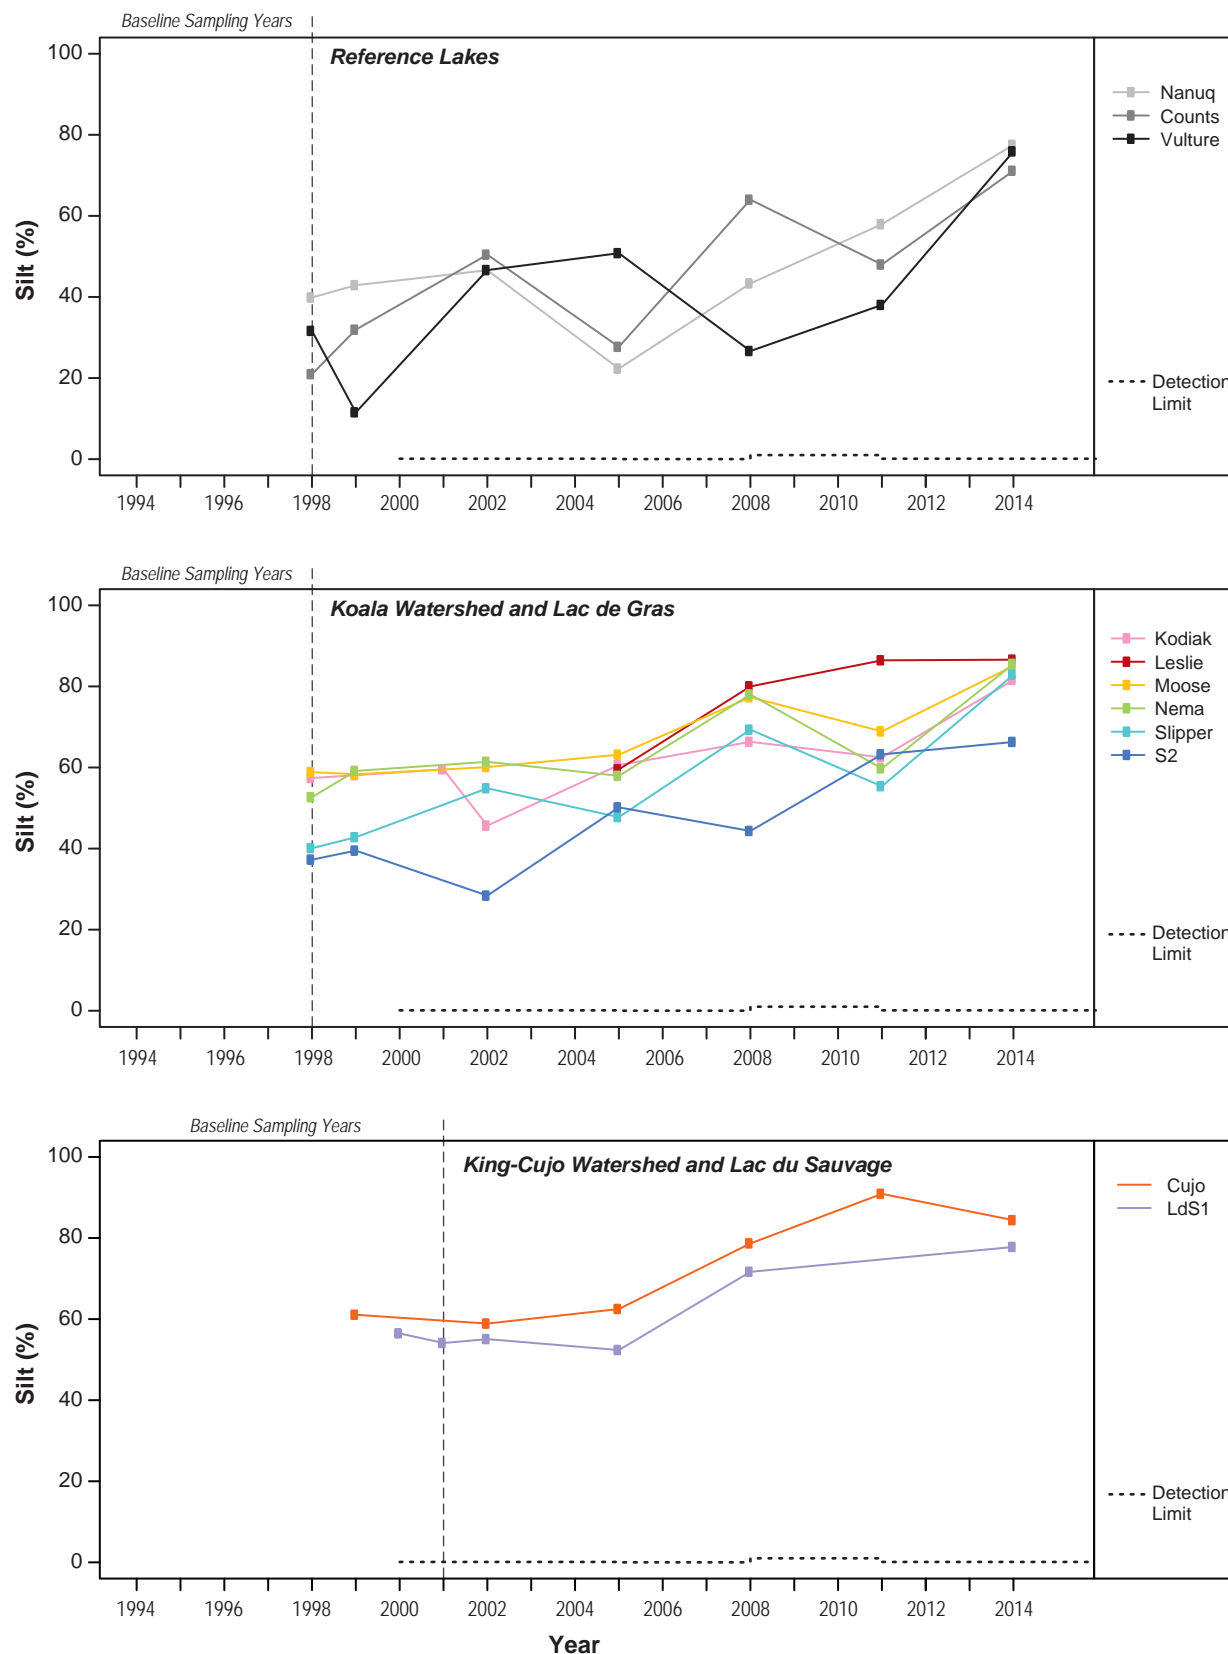 Baseline Sampling Years
Reference Lakes
100
80
60
40
20
0
Silt (%)
Nanuq
Counts
Vulture
Detection
Limit
1994 1996 1998 2000 2002 2004 2006 2008 2010 2012 2014
Baseline Sampling Years
Koala Watershed and Lac de Gras
100
80
60
40
20
0
Silt (%)
Kodiak
Leslie
Moose
Nema
Slipper
S2
Detection
Limit
1994 1996 1998 2000 2002 2004 2006 2008 2010 2012 2014
Baseline Sampling Years
King-Cujo Watershed and Lac du Sauvage
100
80
60
40
20
0
Silt (%)
Cujo
LdS1
Detection
Limit
1994 1996 1998 2000 2002 2004 2006 2008 2010 2012 2014
Year